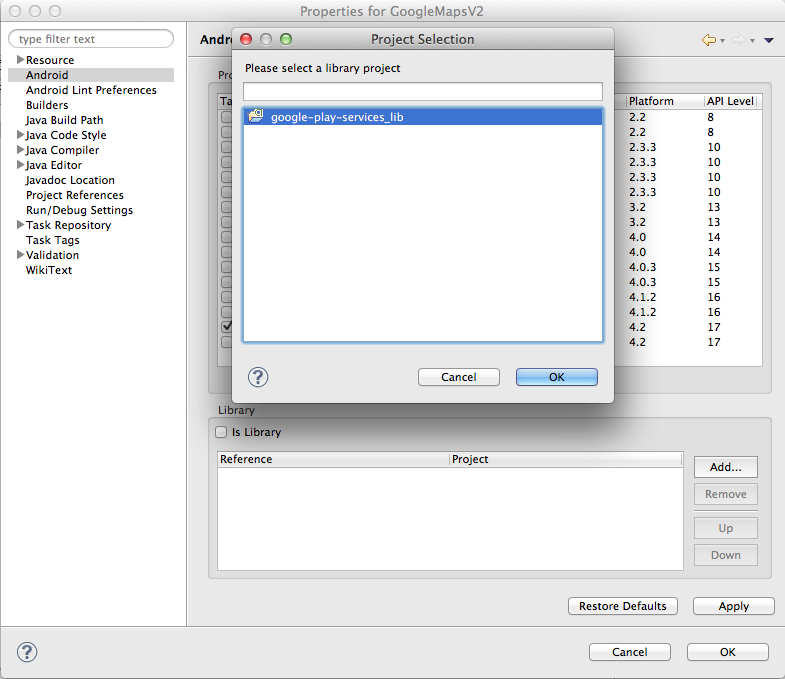 Properties for GoogleMapsV2
type filter text
Resource
Android
Android Lint Preferences
Builders
Java Build Path
Java Code Style
Java Compiler
Java Editor
Javadoc Location
Project References
Run/Debug Settings
Task Repository
Task Tags
Validation
WikiText
Project Selection
Please select a library project
google-play-services_lib
?
Cancel
OK
Platform API Level
2.2 8
2.2 8
2.3.3 10
2.3.3 10
2.3.3 10
2.3.3 10
3.2 13
3.2 13
4.0 14
4.0 14
4.0.3 15
4.0.3 15
4.1.2 16
4.1.2 16
4.2 17
4.2 17
Library
Is Library
Reference Project
Add...
Remove
Up
Down
Restore Defaults Apply
? Cancel OK